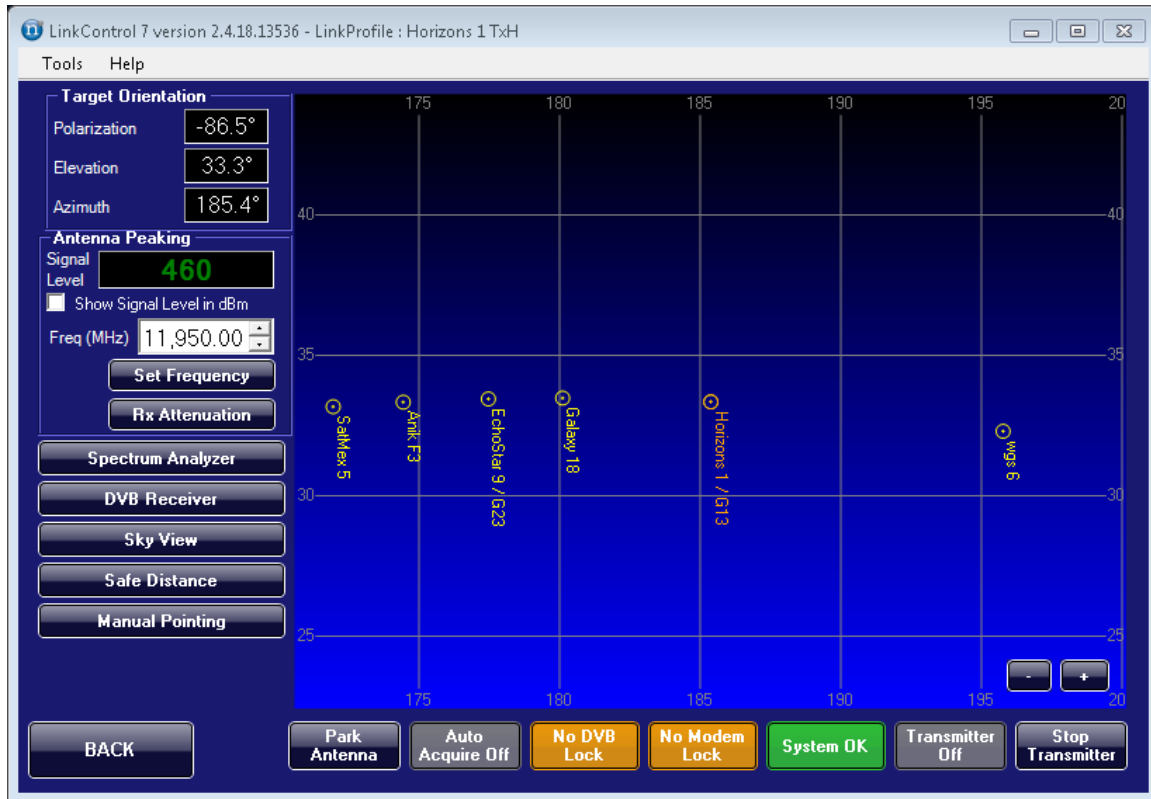 LinkControl 7 version 2.4.18.13536 - LinkProfile : Horizons 1 TxH
Tools Help
Target Orientation
Polarization -86.5°
Elevation 33.3°
Azimuth 185.4°
Antenna Peaking
Signal Level 460
Show Signal Level in dBm
Freq (MHz) 11,950.00
Set Frequency
Rx Attenuation
Spectrum Analyzer
DVB Receiver
Sky View
Safe Distance
Manual Pointing
175 180 185 190 195 20
40 40
35 35
SatMex 5
Anik F3
EchoStar 9 / G23
Galaxy 18
Horizons 1 / G13
wgs 6
30 30
25 25
- +
175 180 185 190 195 20
BACK
Park Antenna
Auto Acquire Off
No DVB Lock
No Modem Lock
System OK
Transmitter Off
Stop Transmitter